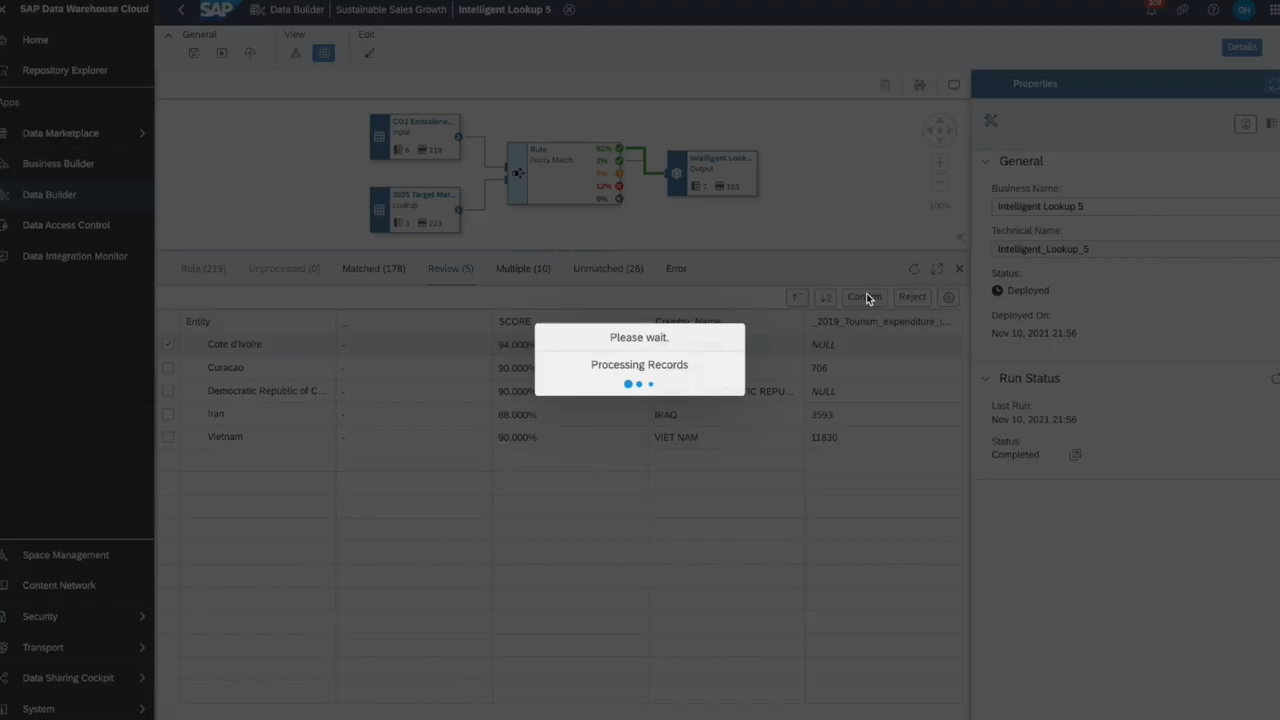 SAP Data Warehouse Cloud
SAP
Data Builder
Sustainable Sales Growth
Intelligent Lookup 5
309
DH
Home
Repository Explorer
Apps
Data Marketplace
Business Builder
Data Builder
Data Access Control
Data Integration Monitor
Space Management
Content Network
Security
Transport
Data Sharing Cockpit
System
General
View
Edit
Details
CO2 Emissions...
Input
6 219
2025 Target Mar...
Lookup
3 223
Rule
Fuzzy Match
81%
2%
5%
12%
0%
Intelligent Look...
Output
7 183
100%
Rule (219)
Unprocessed (0)
Matched (178)
Review (5)
Multiple (10)
Unmatched (26)
Error
Reject
Entity
SCORE
Country_Name
_2019_Tourism_expenditure_i...
Cote d'Ivoire - 94.000% NULL
Curacao - 90.000% 706
Democratic Republic of C... - 90.000% REPU... NULL
Iran - 88.000% IRAQ 3593
Vietnam - 90.000% VIET NAM 11830
Please wait.
Processing Records
Properties
General
Business Name:
Intelligent Lookup 5
Technical Name:
Intelligent_Lookup_5
Status:
Deployed
Deployed On:
Nov 10, 2021 21:56
Run Status
Last Run:
Nov 10, 2021 21:56
Status:
Completed